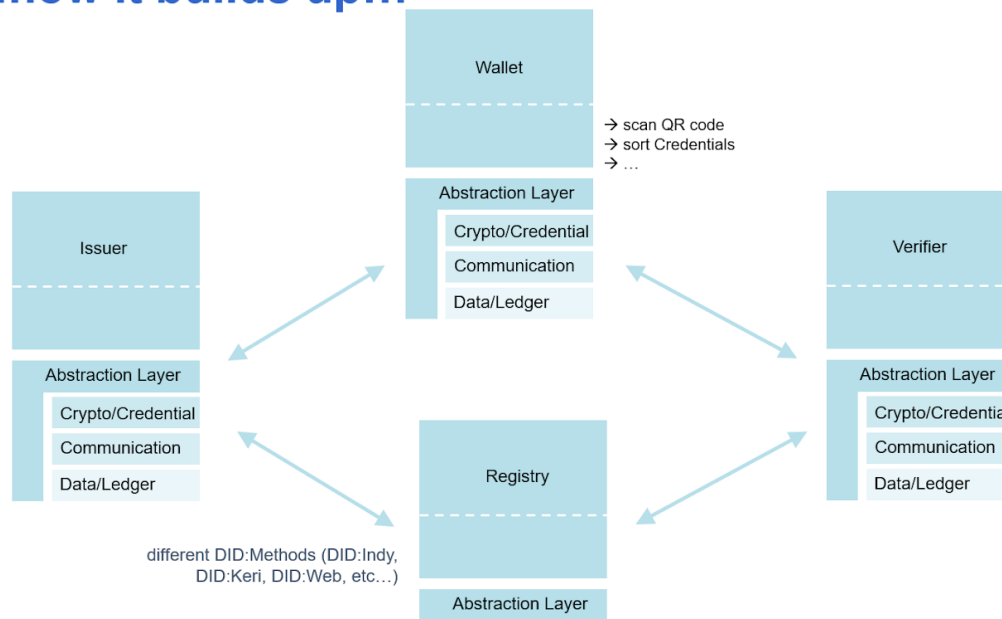 Wallet
→ scan QR code
→ sort Credentials
→ ...
Abstraction Layer
Crypto/Credential
Communication
Data/Ledger
Issuer
Abstraction Layer
Crypto/Credential
Communication
Data/Ledger
Verifier
Abstraction Layer
Communication
Data/Ledger
Registry
different DID:Methods (DID:Indy,
DID:Keri, DID:Web, etc...)
Abstraction Layer